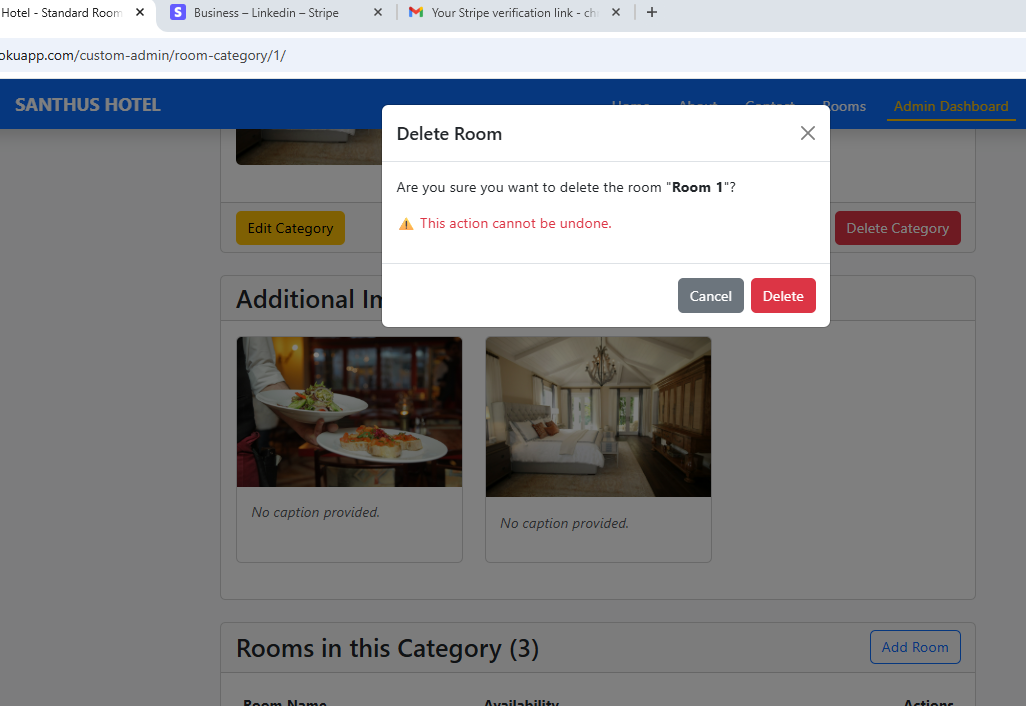 Hotel - Standard Room
Business – Linkedin – Stripe
Your Stripe verification link - ch
okuapp.com/custom-admin/room-category/1/
SANTHUS HOTEL
Home
About
Contact
Rooms
Admin Dashboard
Delete Room
Are you sure you want to delete the room "Room 1"?
This action cannot be undone.
Cancel
Delete
Edit Category
Delete Category
Additional Im
No caption provided.
No caption provided.
Rooms in this Category (3)
Add Room
Room Name
Availability
Actions